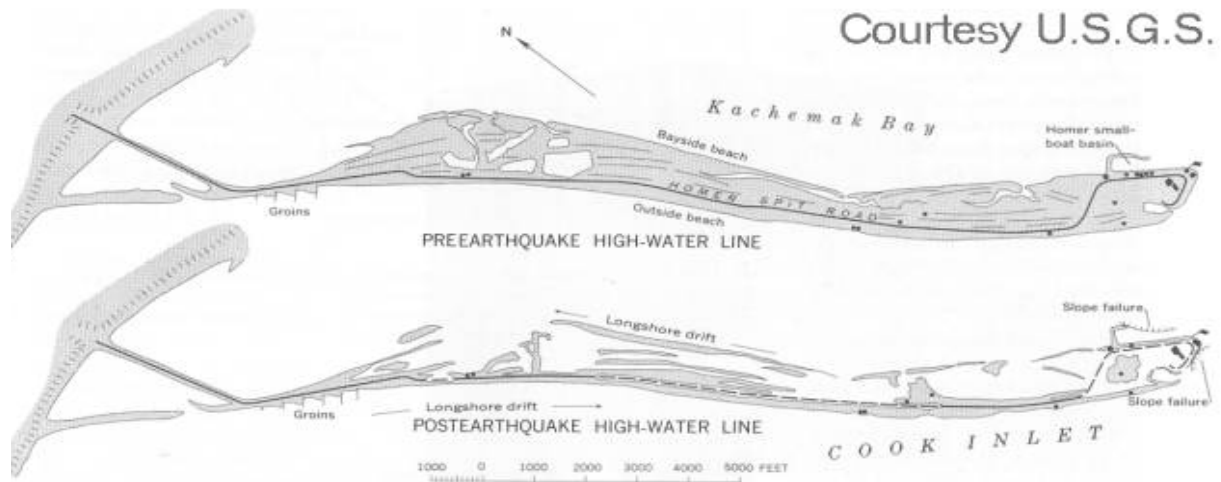 Courtesy U.S.G.S.
N
Kachemak Bay
Homer small-
boat basin
Bayside beach
HOMER SPIT ROAD
Groins
Outside beach
PREEARTHQUAKE HIGH-WATER LINE
Slope failure
Longshore drift
Groins
Longshore drift
Slope failure
POSTEARTHQUAKE HIGH-WATER LINE
COOK INLET
1000 0 1000 2000 3000 4000 5000 FEET